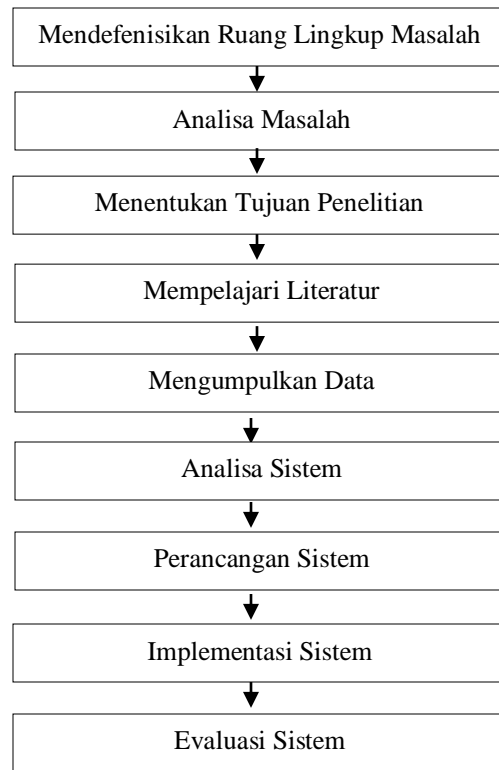 Mendefenisikan Ruang Lingkup Masalah
Analisa Masalah
Menentukan Tujuan Penelitian
Mempelajari Literatur
Mengumpulkan Data
Analisa Sistem
Perancangan Sistem
Implementasi Sistem
Evaluasi Sistem